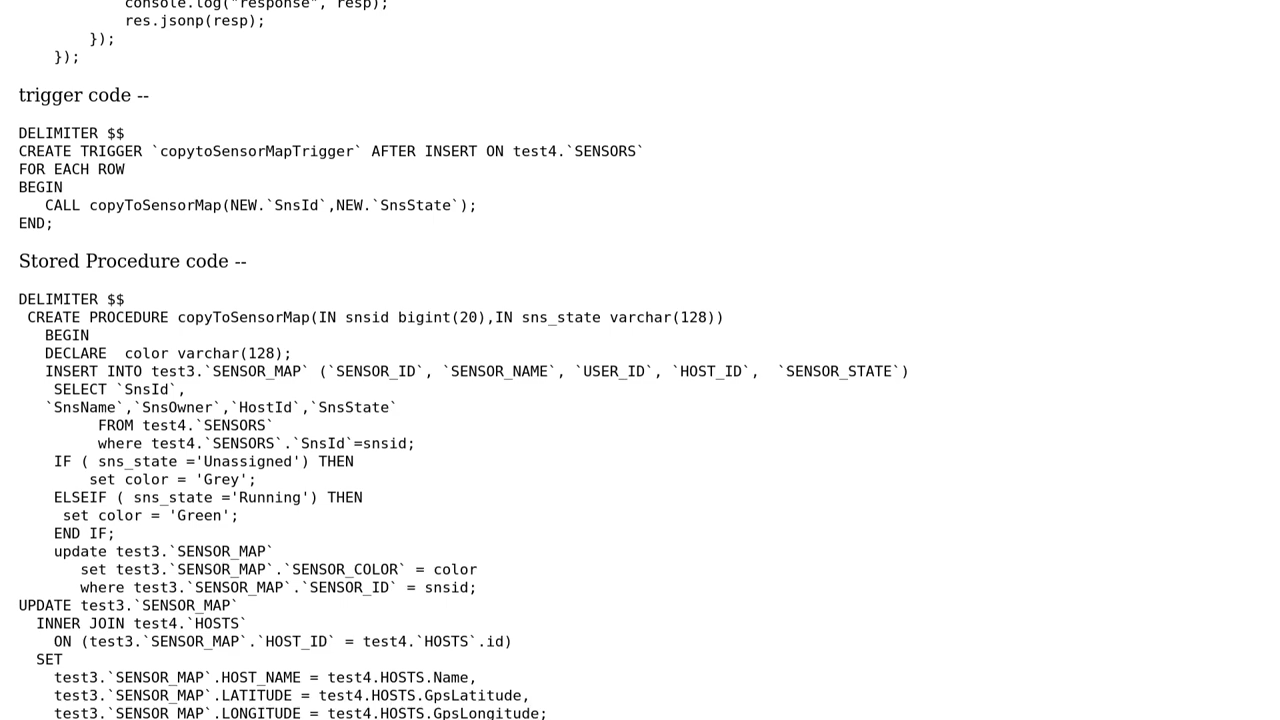 console.log("response", resp);
res.jsonp(resp);
});
});
trigger code --
DELIMITER $$
CREATE TRIGGER `copytoSensorMapTrigger` AFTER INSERT ON test4.`SENSORS`
FOR EACH ROW
BEGIN
CALL copyToSensorMap(NEW.`SnsId`,NEW.`SnsState`);
END;
Stored Procedure code --
DELIMITER $$
CREATE PROCEDURE copyToSensorMap(IN snsid bigint(20),IN sns_state varchar(128))
BEGIN
DECLARE  color varchar(128);
INSERT INTO test3.`SENSOR_MAP` (`SENSOR_ID`, `SENSOR_NAME`, `USER_ID`, `HOST_ID`,  `SENSOR_STATE`)
SELECT `SnsId`,
`SnsName`,`SnsOwner`,`HostId`,`SnsState`
FROM test4.`SENSORS`
where test4.`SENSORS`.`SnsId`=snsid;
IF ( sns_state ='Unassigned') THEN
set color = 'Grey';
ELSEIF ( sns_state ='Running') THEN
set color = 'Green';
END IF;
update test3.`SENSOR_MAP`
set test3.`SENSOR_MAP`.`SENSOR_COLOR` = color
where test3.`SENSOR_MAP`.`SENSOR_ID` = snsid;
UPDATE test3.`SENSOR_MAP`
INNER JOIN test4.`HOSTS`
ON (test3.`SENSOR_MAP`.`HOST_ID` = test4.`HOSTS`.id)
SET
test3.`SENSOR_MAP`.HOST_NAME = test4.HOSTS.Name,
test3.`SENSOR_MAP`.LATITUDE = test4.HOSTS.GpsLatitude,
test3.`SENSOR_MAP`.LONGITUDE = test4.HOSTS.GpsLongitude;